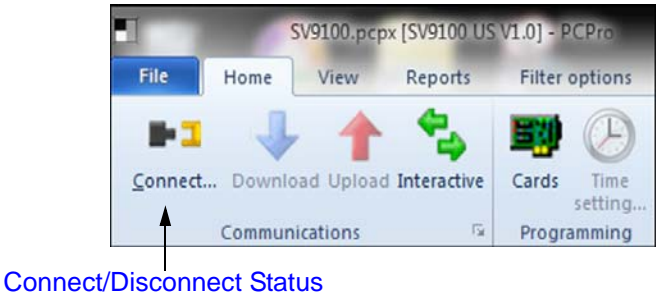 SV9100.pcpx [SV9100 US V1.0] - PCPro
File Home View Reports Filter options
Connect... Download Upload Interactive Cards Time setting...
Communications Programming
Connect/Disconnect Status